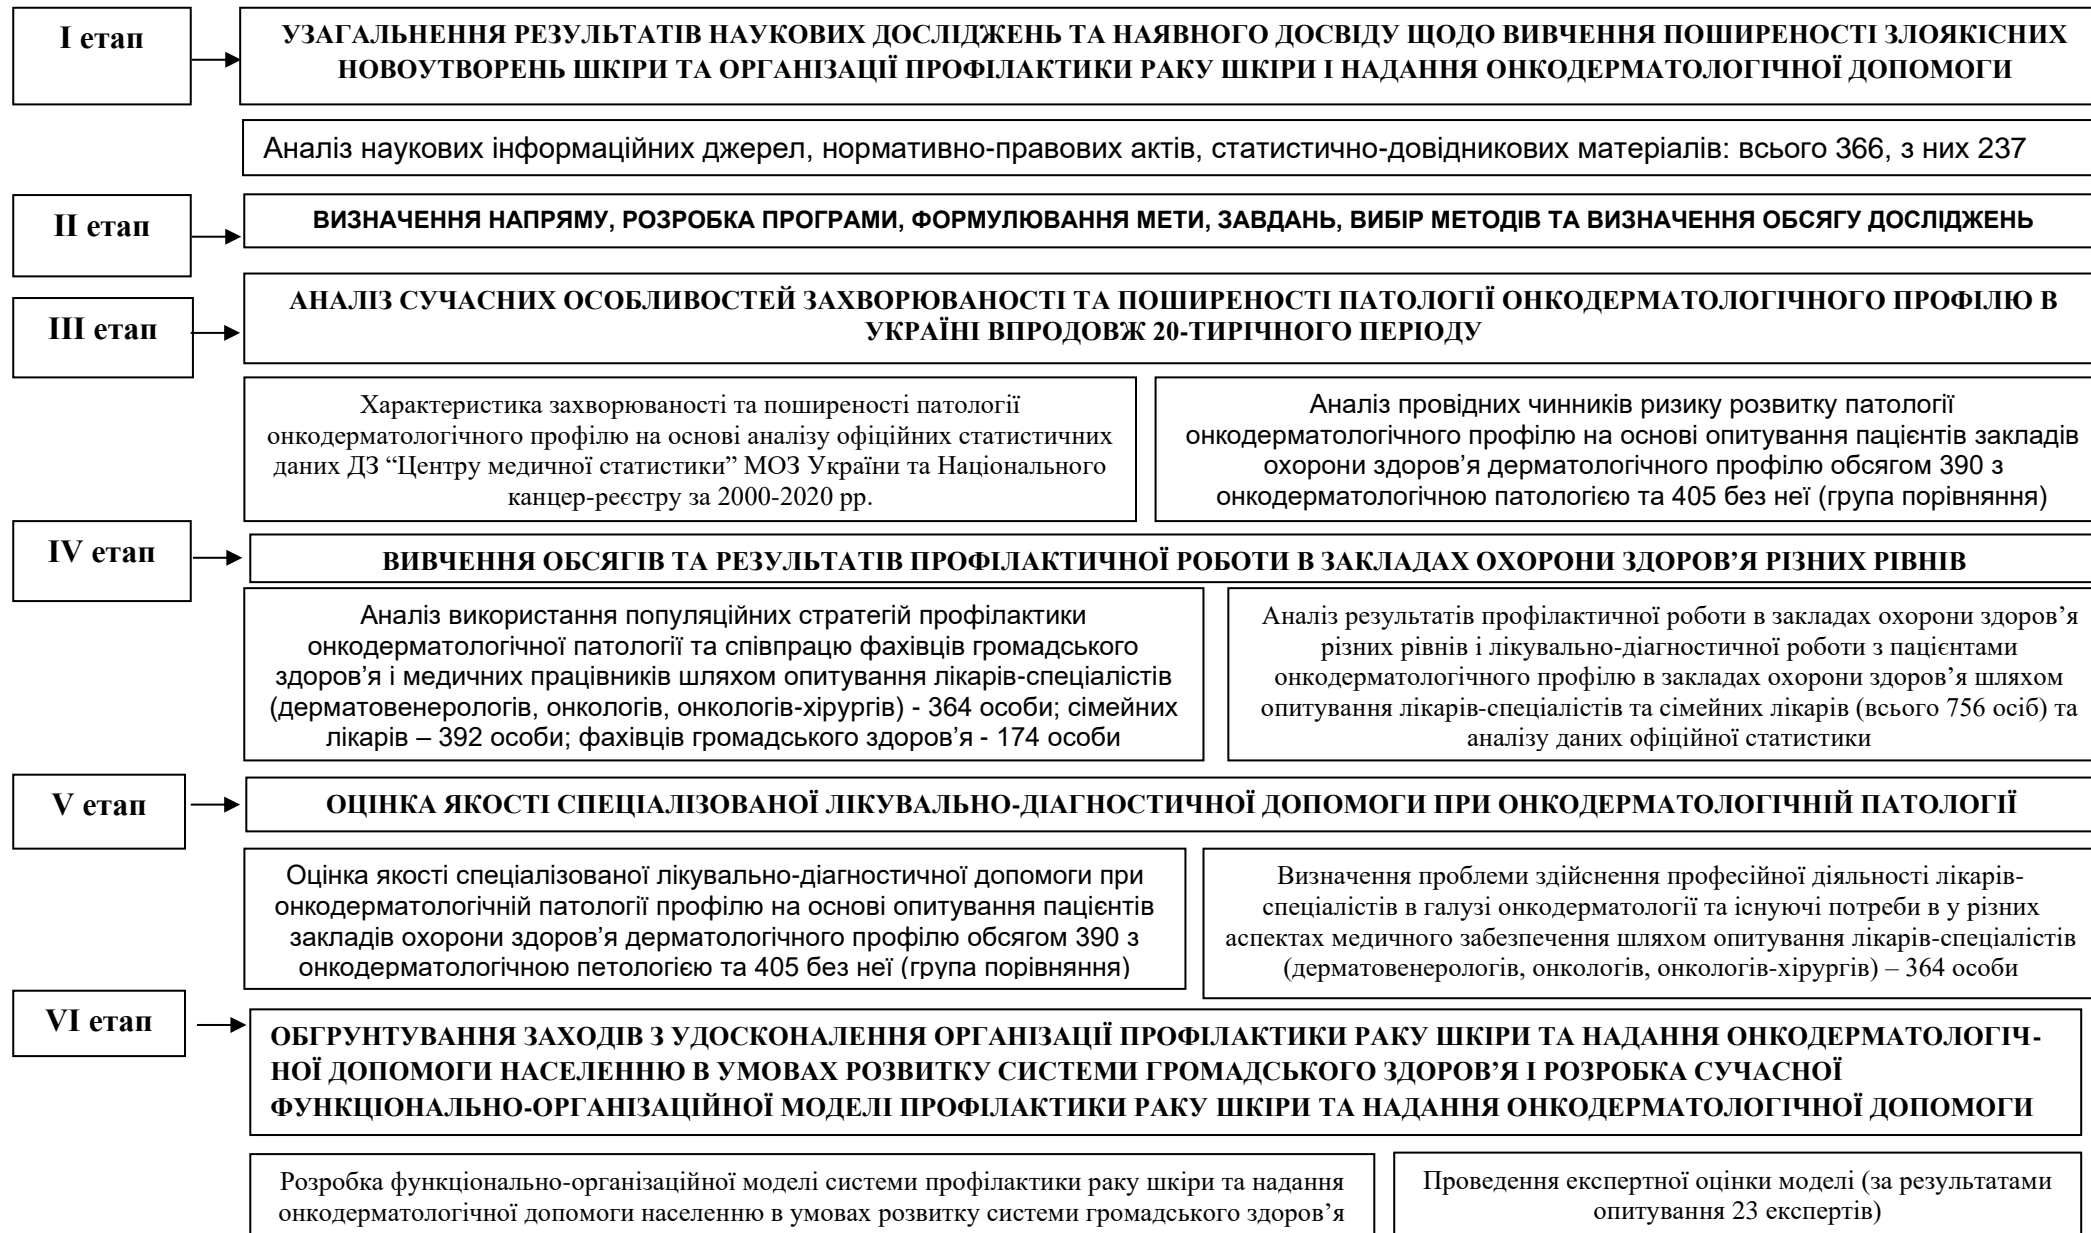 I етап
УЗАГАЛЬНЕННЯ РЕЗУЛЬТАТІВ НАУКОВИХ ДОСЛІДЖЕНЬ ТА НАЯВНОГО ДОСВІДУ ЩОДО ВИВЧЕННЯ ПОШИРЕНОСТІ ЗЛОЯКІСНИХ
НОВОУТВОРЕНЬ ШКІРИ ТА ОРГАНІЗАЦІЇ ПРОФІЛАКТИКИ РАКУ ШКІРИ І НАДАННЯ ОНКОДЕРМАТОЛОГІЧНОЇ ДОПОМОГИ
Аналіз наукових інформаційних джерел, нормативно-правових актів, статистично-довідникових матеріалів: всього 366, з них 237
II етап
ВИЗНАЧЕННЯ НАПРЯМУ, РОЗРОБКА ПРОГРАМИ, ФОРМУЛЮВАННЯ МЕТИ, ЗАВДАНЬ, ВИБІР МЕТОДІВ ТА ВИЗНАЧЕННЯ ОБСЯГУ ДОСЛІДЖЕНЬ
III етап
АНАЛІЗ СУЧАСНИХ ОСОБЛИВОСТЕЙ ЗАХВОРЮВАНОСТІ ТА ПОШИРЕНОСТІ ПАТОЛОГІЇ ОНКОДЕРМАТОЛОГІЧНОГО ПРОФІЛЮ В
УКРАЇНІ ВПРОДОВЖ 20-ТИРІЧНОГО ПЕРІОДУ
Характеристика захворюваності та поширеності патології
онкодерматологічного профілю на основі аналізу офіційних статистичних
даних ДЗ “Центру медичної статистики” МОЗ України та Національного
канцер-реєстру за 2000-2020 рр.
Аналіз провідних чинників ризику розвитку патології
онкодерматологічного профілю на основі опитування пацієнтів закладів
охорони здоров’я дерматологічного профілю обсягом 390 з
онкодерматологічною патологією та 405 без неї (група порівняння)
IV етап
ВИВЧЕННЯ ОБСЯГІВ ТА РЕЗУЛЬТАТІВ ПРОФІЛАКТИЧНОЇ РОБОТИ В ЗАКЛАДАХ ОХОРОНИ ЗДОРОВ’Я РІЗНИХ РІВНІВ
Аналіз використання популяційних стратегій профілактики
онкодерматологічної патології та співпрацю фахівців громадського
здоров’я і медичних працівників шляхом опитування лікарів-спеціалістів
(дерматовенерологів, онкологів, онкологів-хірургів) - 364 особи; сімейних
лікарів – 392 особи; фахівців громадського здоров’я - 174 особи
Аналіз результатів профілактичної роботи в закладах охорони здоров’я
різних рівнів і лікувально-діагностичної роботи з пацієнтами
онкодерматологічного профілю в закладах охорони здоров’я шляхом
опитування лікарів-спеціалістів та сімейних лікарів (всього 756 осіб) та
аналізу даних офіційної статистики
V етап
ОЦІНКА ЯКОСТІ СПЕЦІАЛІЗОВАНОЇ ЛІКУВАЛЬНО-ДІАГНОСТИЧНОЇ ДОПОМОГИ ПРИ ОНКОДЕРМАТОЛОГІЧНІЙ ПАТОЛОГІЇ
Оцінка якості спеціалізованої лікувально-діагностичної допомоги при
онкодерматологічній патології профілю на основі опитування пацієнтів
закладів охорони здоров’я дерматологічного профілю обсягом 390 з
онкодерматологічною петологією та 405 без неї (група порівняння)
Визначення проблеми здійснення професійної діяльності лікарів-
спеціалістів в галузі онкодерматології та існуючі потреби в у різних
аспектах медичного забезпечення шляхом опитування лікарів-спеціалістів
(дерматовенерологів, онкологів, онкологів-хірургів) – 364 особи
VI етап
ОБГРУНТУВАННЯ ЗАХОДІВ З УДОСКОНАЛЕННЯ ОРГАНІЗАЦІЇ ПРОФІЛАКТИКИ РАКУ ШКІРИ ТА НАДАННЯ ОНКОДЕРМАТОЛОГІЧ-
НОЇ ДОПОМОГИ НАСЕЛЕННЮ В УМОВАХ РОЗВИТКУ СИСТЕМИ ГРОМАДСЬКОГО ЗДОРОВ’Я І РОЗРОБКА СУЧАСНОЇ
ФУНКЦІОНАЛЬНО-ОРГАНІЗАЦІЙНОЇ МОДЕЛІ ПРОФІЛАКТИКИ РАКУ ШКІРИ ТА НАДАННЯ ОНКОДЕРМАТОЛОГІЧНОЇ ДОПОМОГИ
Розробка функціонально-організаційної моделі системи профілактики раку шкіри та надання
онкодерматологічної допомоги населенню в умовах розвитку системи громадського здоров’я
Проведення експертної оцінки моделі (за результатами
опитування 23 експертів)